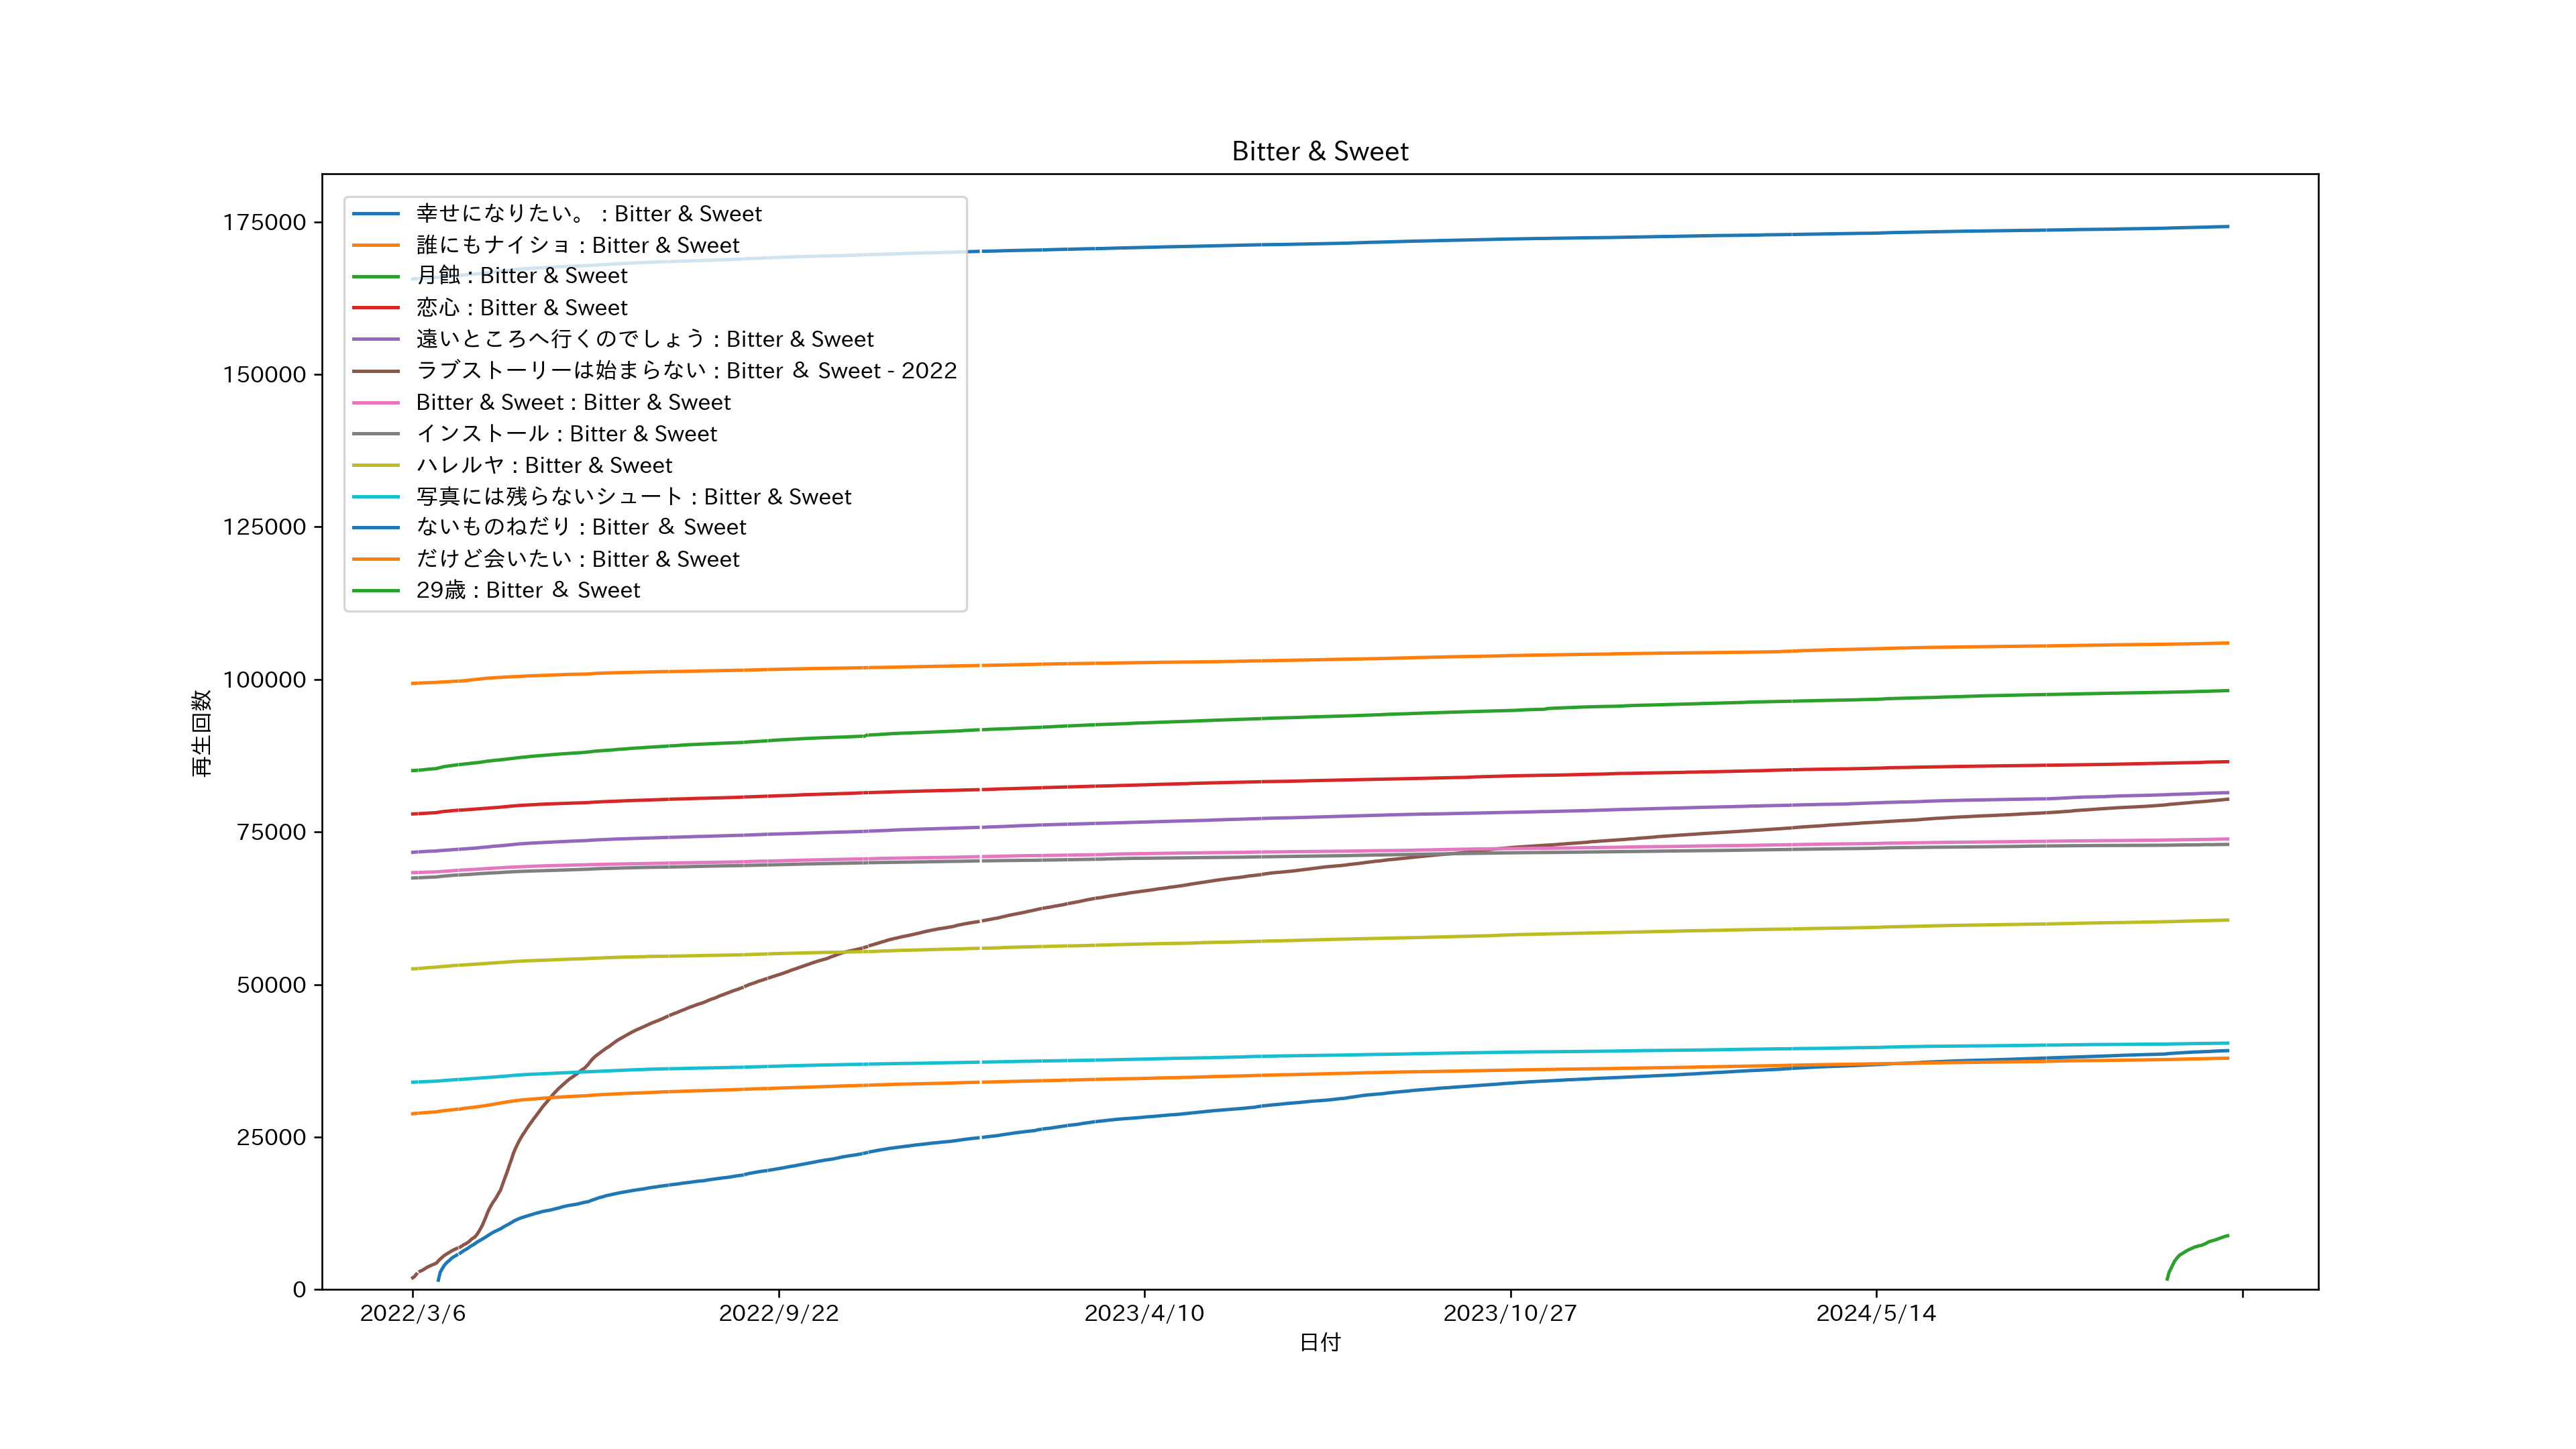 Bitter & Sweet
幸せになりたい。 : Bitter & Sweet
誰にもナイショ : Bitter & Sweet
月蝕 : Bitter & Sweet
恋心 : Bitter & Sweet
遠いところへ行くのでしょう : Bitter & Sweet
ラブストーリーは始まらない : Bitter ＆ Sweet - 2022
Bitter & Sweet : Bitter & Sweet
インストール : Bitter & Sweet
ハレルヤ : Bitter & Sweet
写真には残らないシュート : Bitter & Sweet
ないものねだり : Bitter ＆ Sweet
だけど会いたい : Bitter & Sweet
29歳 : Bitter ＆ Sweet
175000
150000
125000
100000
75000
50000
25000
0
再生回数
2022/3/6 2022/9/22 2023/4/10 2023/10/27 2024/5/14
日付